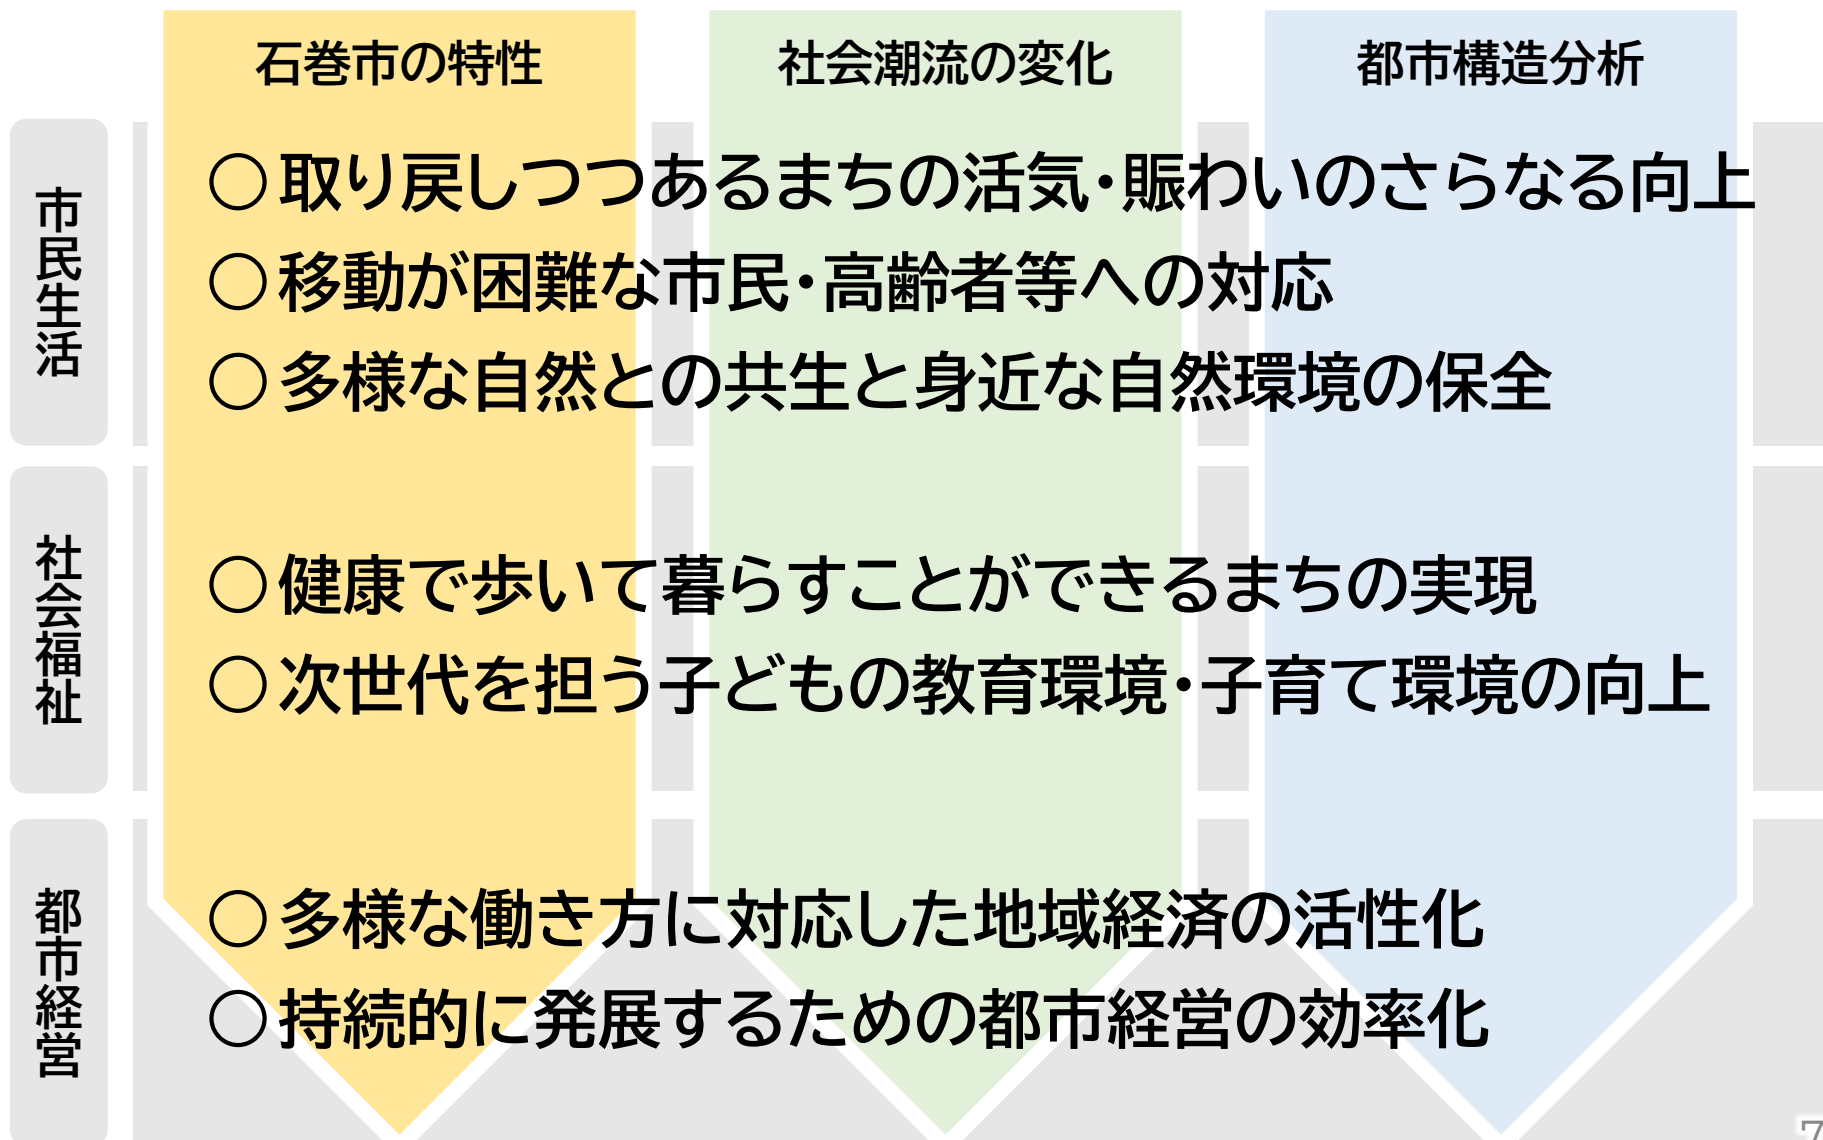 石巻市の特性
社会潮流の変化
都市構造分析
市民生活
○取り戻しつつあるまちの活気・賑わいのさらなる向上
○移動が困難な市民・高齢者等への対応
○多様な自然との共生と身近な自然環境の保全
社会福祉
○健康で歩いて暮らすことができるまちの実現
○次世代を担う子どもの教育環境・子育て環境の向上
都市経営
○多様な働き方に対応した地域経済の活性化
○持続的に発展するための都市経営の効率化
7